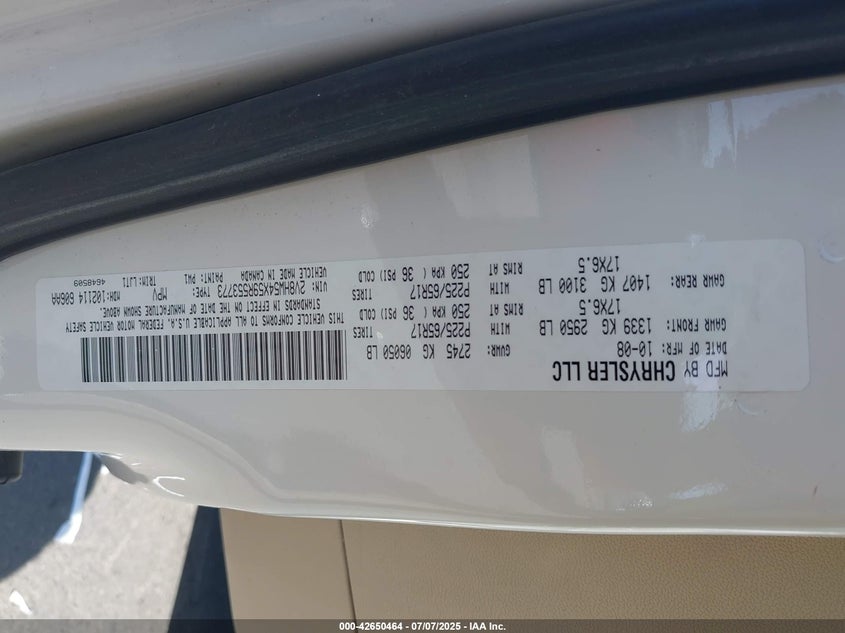 MFD BY CHRYSLER LLC
DATE OF MFR: 10-08 GVWR: 2745 KG 06050 LB
GAWR FRONT: 1339 KG 2950 LB WITH P225/65R17 TIRES
17X6.5 RIMS AT 250 KPA ( 36 PSI) COLD
GAWR REAR: 1407 KG 3100 LB WITH P225/65R17 TIRES
17X6.5 RIMS AT 250 KPA ( 36 PSI) COLD
THIS VEHICLE CONFORMS TO ALL APPLICABLE U.S.A. FEDERAL MOTOR VEHICLE SAFETY
STANDARDS IN EFFECT ON THE DATE OF MANUFACTURE SHOWN ABOVE
VIN: 2V8HW54X59R553773 TYPE: MPV MDH:102114 606AA
VEHICLE MADE IN CANADA PAINT: PW1 TRIM:LJT1 4648509
000-42650464 - 07/07/2025 - IAA Inc.